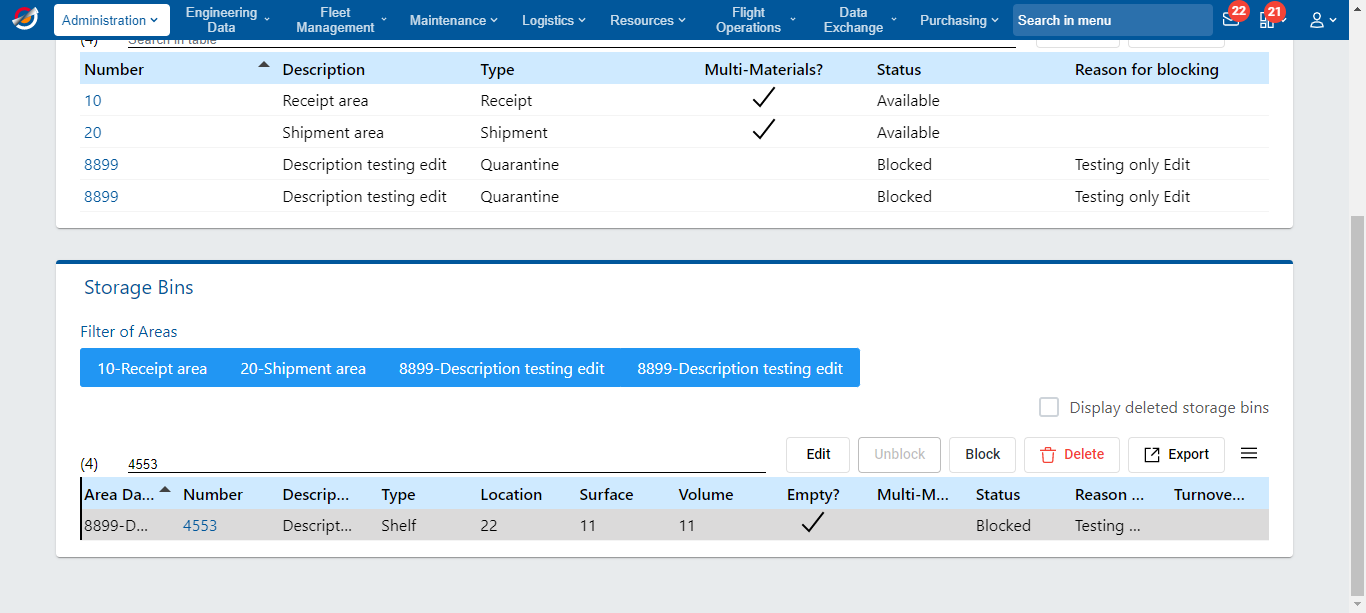 Administration
Engineering Data
Fleet Management
Maintenance
Logistics
Resources
Flight Operations
Data Exchange
Purchasing
Search in menu
22
21
(4) Search in table
Number Description Type Multi-Materials? Status Reason for blocking
10 Receipt area Receipt Available
20 Shipment area Shipment Available
8899 Description testing edit Quarantine Blocked Testing only Edit
8899 Description testing edit Quarantine Blocked Testing only Edit
Storage Bins
Filter of Areas
10-Receipt area 20-Shipment area 8899-Description testing edit 8899-Description testing edit
Display deleted storage bins
(4) 4553 Edit Unblock Block Delete Export
Area Da... Number Descrip... Type Location Surface Volume Empty? Multi-M... Status Reason ... Turnove...
8899-D... 4553 Descript... Shelf 22 11 11 Blocked Testing ...